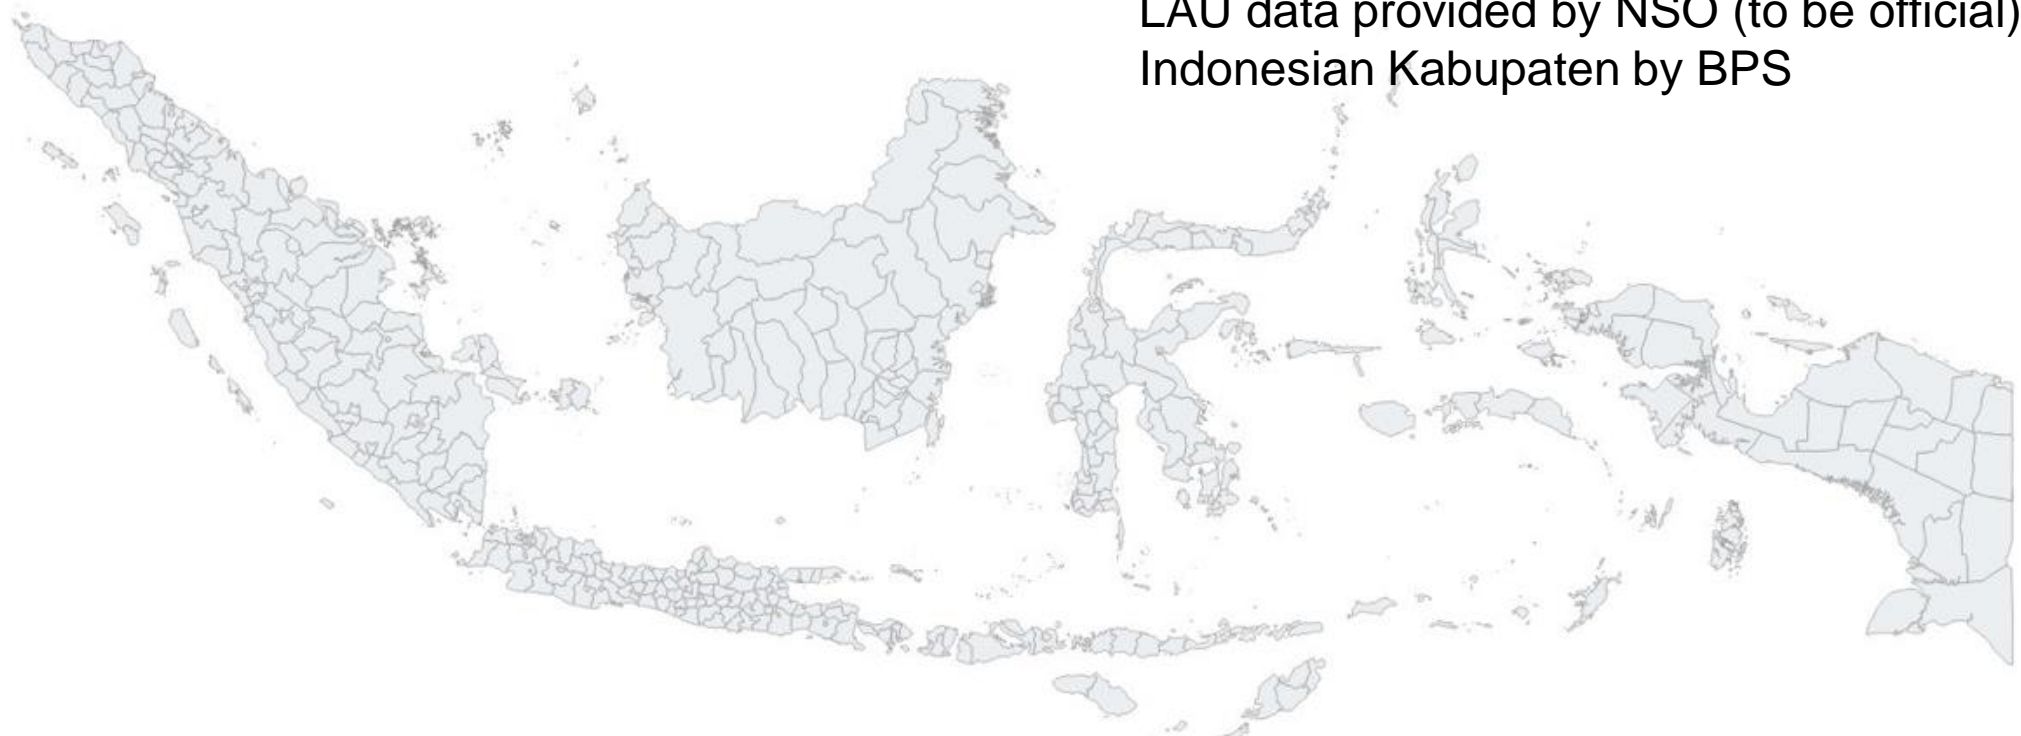 LAU data provided by NSO (to be official)
Indonesian Kabupaten by BPS